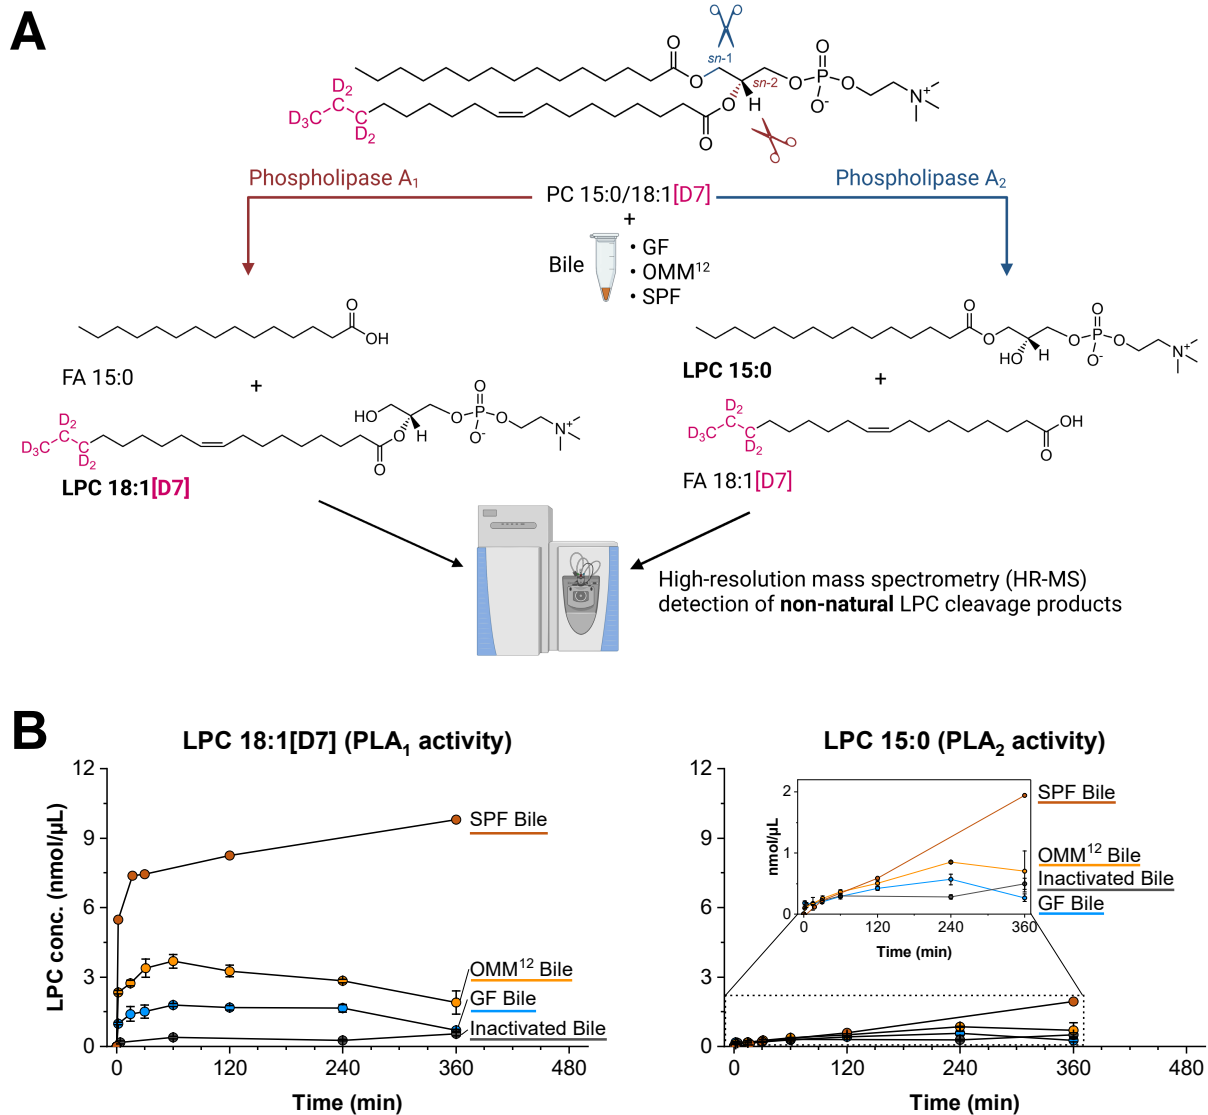 A
O
O
sn-1
sn-2
O
O
P
O
O-
N+
H
O
O
D2
D3C
D2
Phospholipase A1
Phospholipase A2
PC 15:0/18:1[D7]
+
Bile
• GF
• OMM12
• SPF
O
OH
FA 15:0
+
HO
O
O
P
O
O-
N+
H
O
O
D2
D3C
D2
LPC 18:1[D7]
O
O
O
O
P
O
O-
N+
HO
H
LPC 15:0
+
D2
D3C
D2
OH
O
FA 18:1[D7]
High-resolution mass spectrometry (HR-MS)
detection of non-natural LPC cleavage products
B
LPC 18:1[D7] (PLA1 activity)
LPC conc. (nmol/µL)
12
9
6
3
0
0
120
240
360
480
Time (min)
SPF Bile
OMM12 Bile
GF Bile
Inactivated Bile
LPC 15:0 (PLA2 activity)
12
9
6
3
0
0
120
240
360
480
Time (min)
nmol/µL
2
1
0
0
120
240
360
Time (min)
SPF Bile
OMM12 Bile
Inactivated Bile
GF Bile